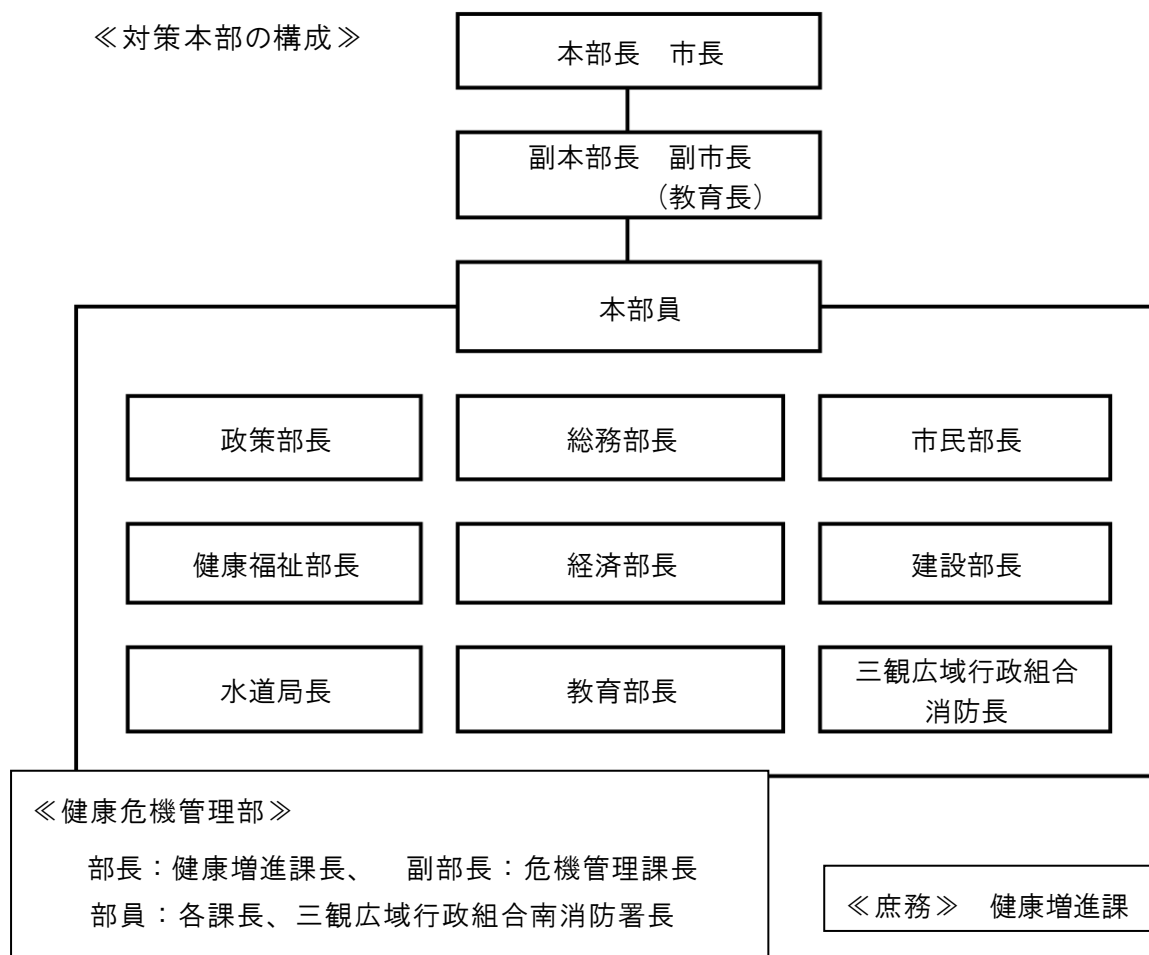 ≪対策本部の構成≫
本部長　市長
副本部長　副市長
（教育長）
本部員
政策部長
総務部長
市民部長
健康福祉部長
経済部長
建設部長
水道局長
教育部長
三観広域行政組合
消防長
≪健康危機管理部≫
部長：健康増進課長、　副部長：危機管理課長
部員：各課長、三観広域行政組合南消防署長
≪庶務≫　健康増進課